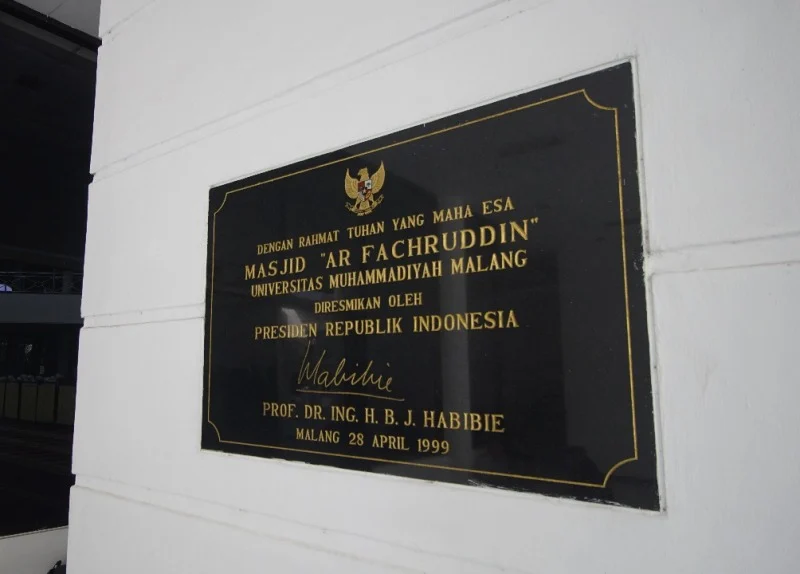 DENGAN RAHMAT TUHAN YANG MAHA ESA
MASJID "AR FACHRUDDIN"
UNIVERSITAS MUHAMMADIYAH MALANG
DIRESMIKAN OLEH
PRESIDEN REPUBLIK INDONESIA
Habibie
PROF. DR. ING. H. B. J. HABIBIE
MALANG 28 APRIL 1999